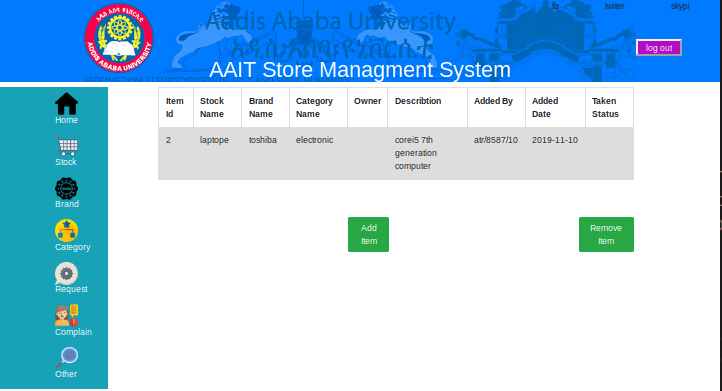 fb twiter skypi
Addis Ababa University
አዲስ አበባ ዩኒቨርሲቲ
ADDIS ABABA UNIVERSITY
log out
AAIT Store Managment System
Home
Stock
Brand
Category
Request
Complain
Other
Item Id Stock Name Brand Name Category Name Owner Describtion Added By Added Date Taken Status
2 laptope toshiba electronic corei5 7th generation computer atr/8587/10 2019-11-10
Add Item
Remove Item